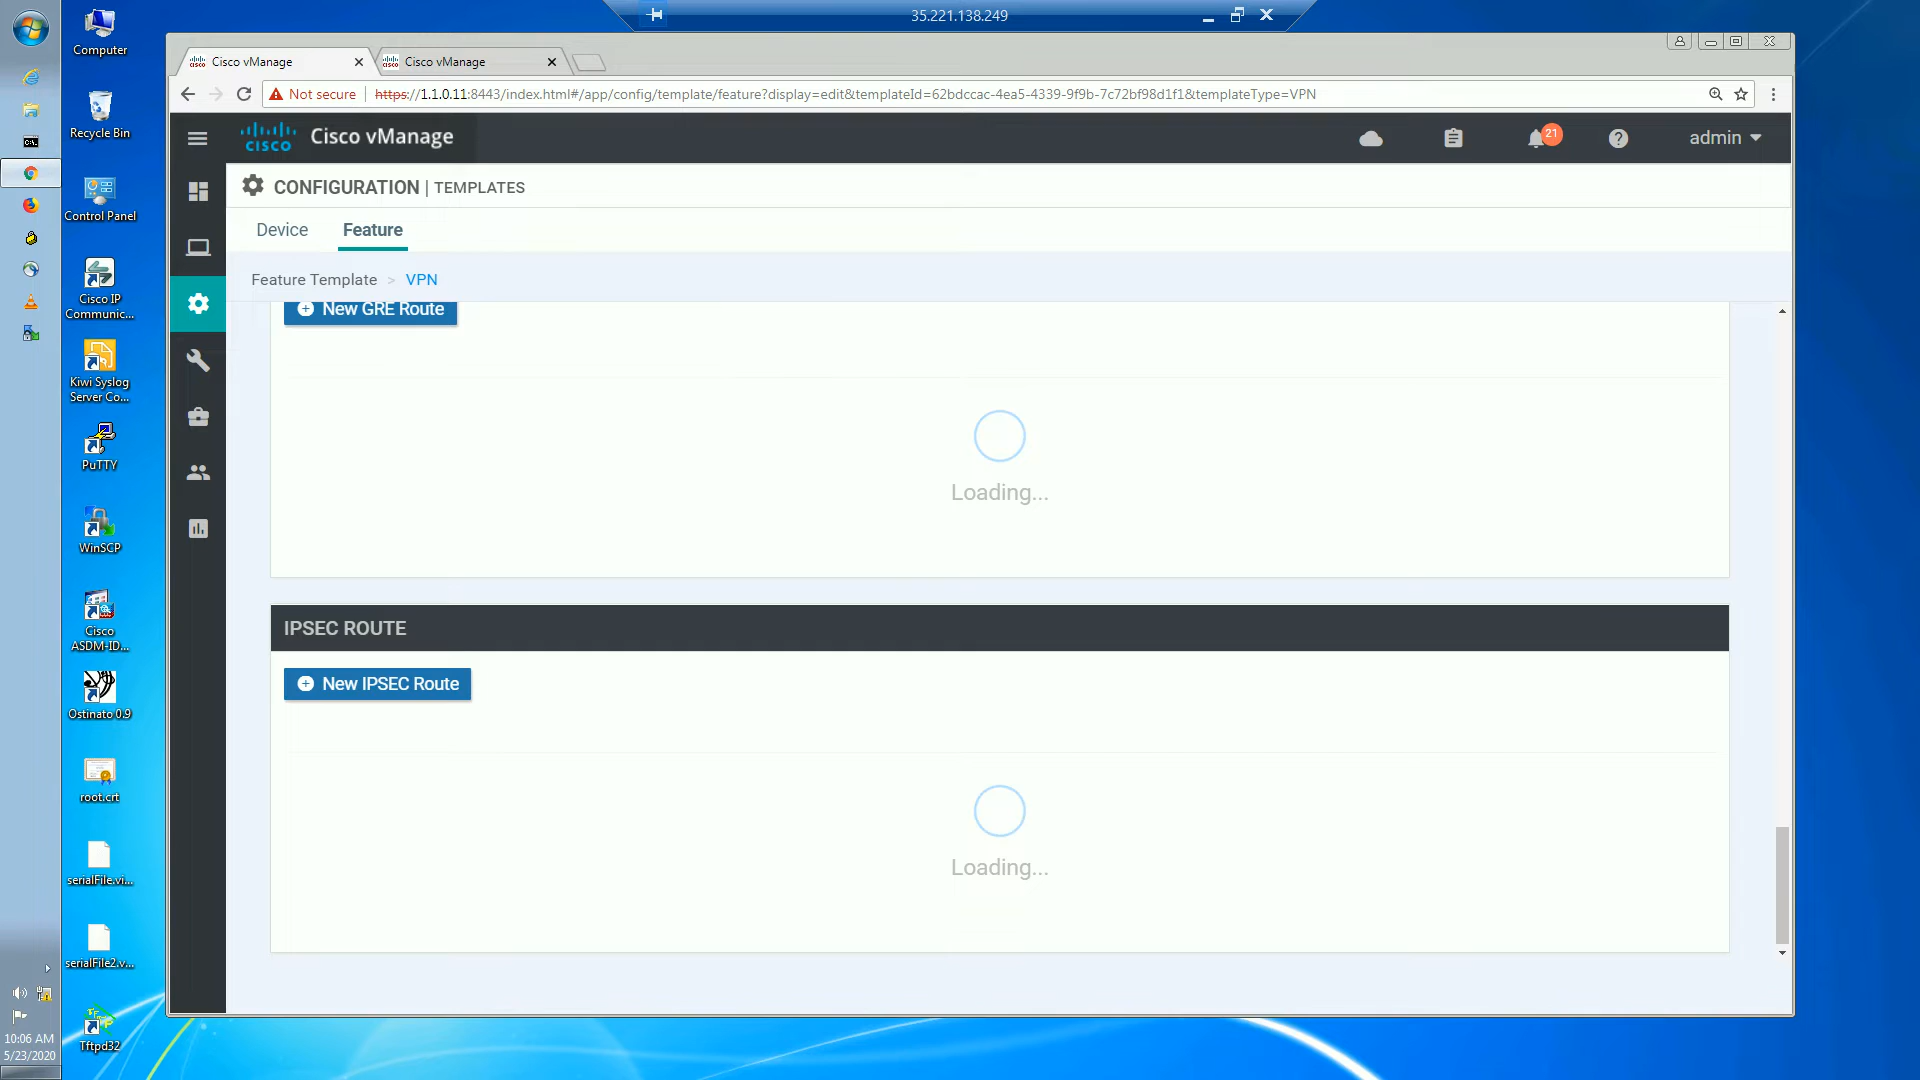 35.221.138.249
Computer
Recycle Bin
Control Panel
Cisco IP
Communic...
Kiwi Syslog
Server Co...
PuTTY
WinSCP
Cisco
ASDM-ID...
Ostinato 0.9
root.crt
serialFile.vi...
serialFile2.v...
Tftpd32
10:06 AM
5/23/2020
Cisco vManage
Cisco vManage
Not secure
https://1.1.0.11:8443/index.html#/app/config/template/feature?display=edit&templateId=62bdccac-4ea5-4339-9f9b-7c72bf98d1f1&templateType=VPN
cisco
Cisco vManage
21
admin
CONFIGURATION | TEMPLATES
Device
Feature
Feature Template > VPN
New GRE Route
Loading...
IPSEC ROUTE
New IPSEC Route
Loading...